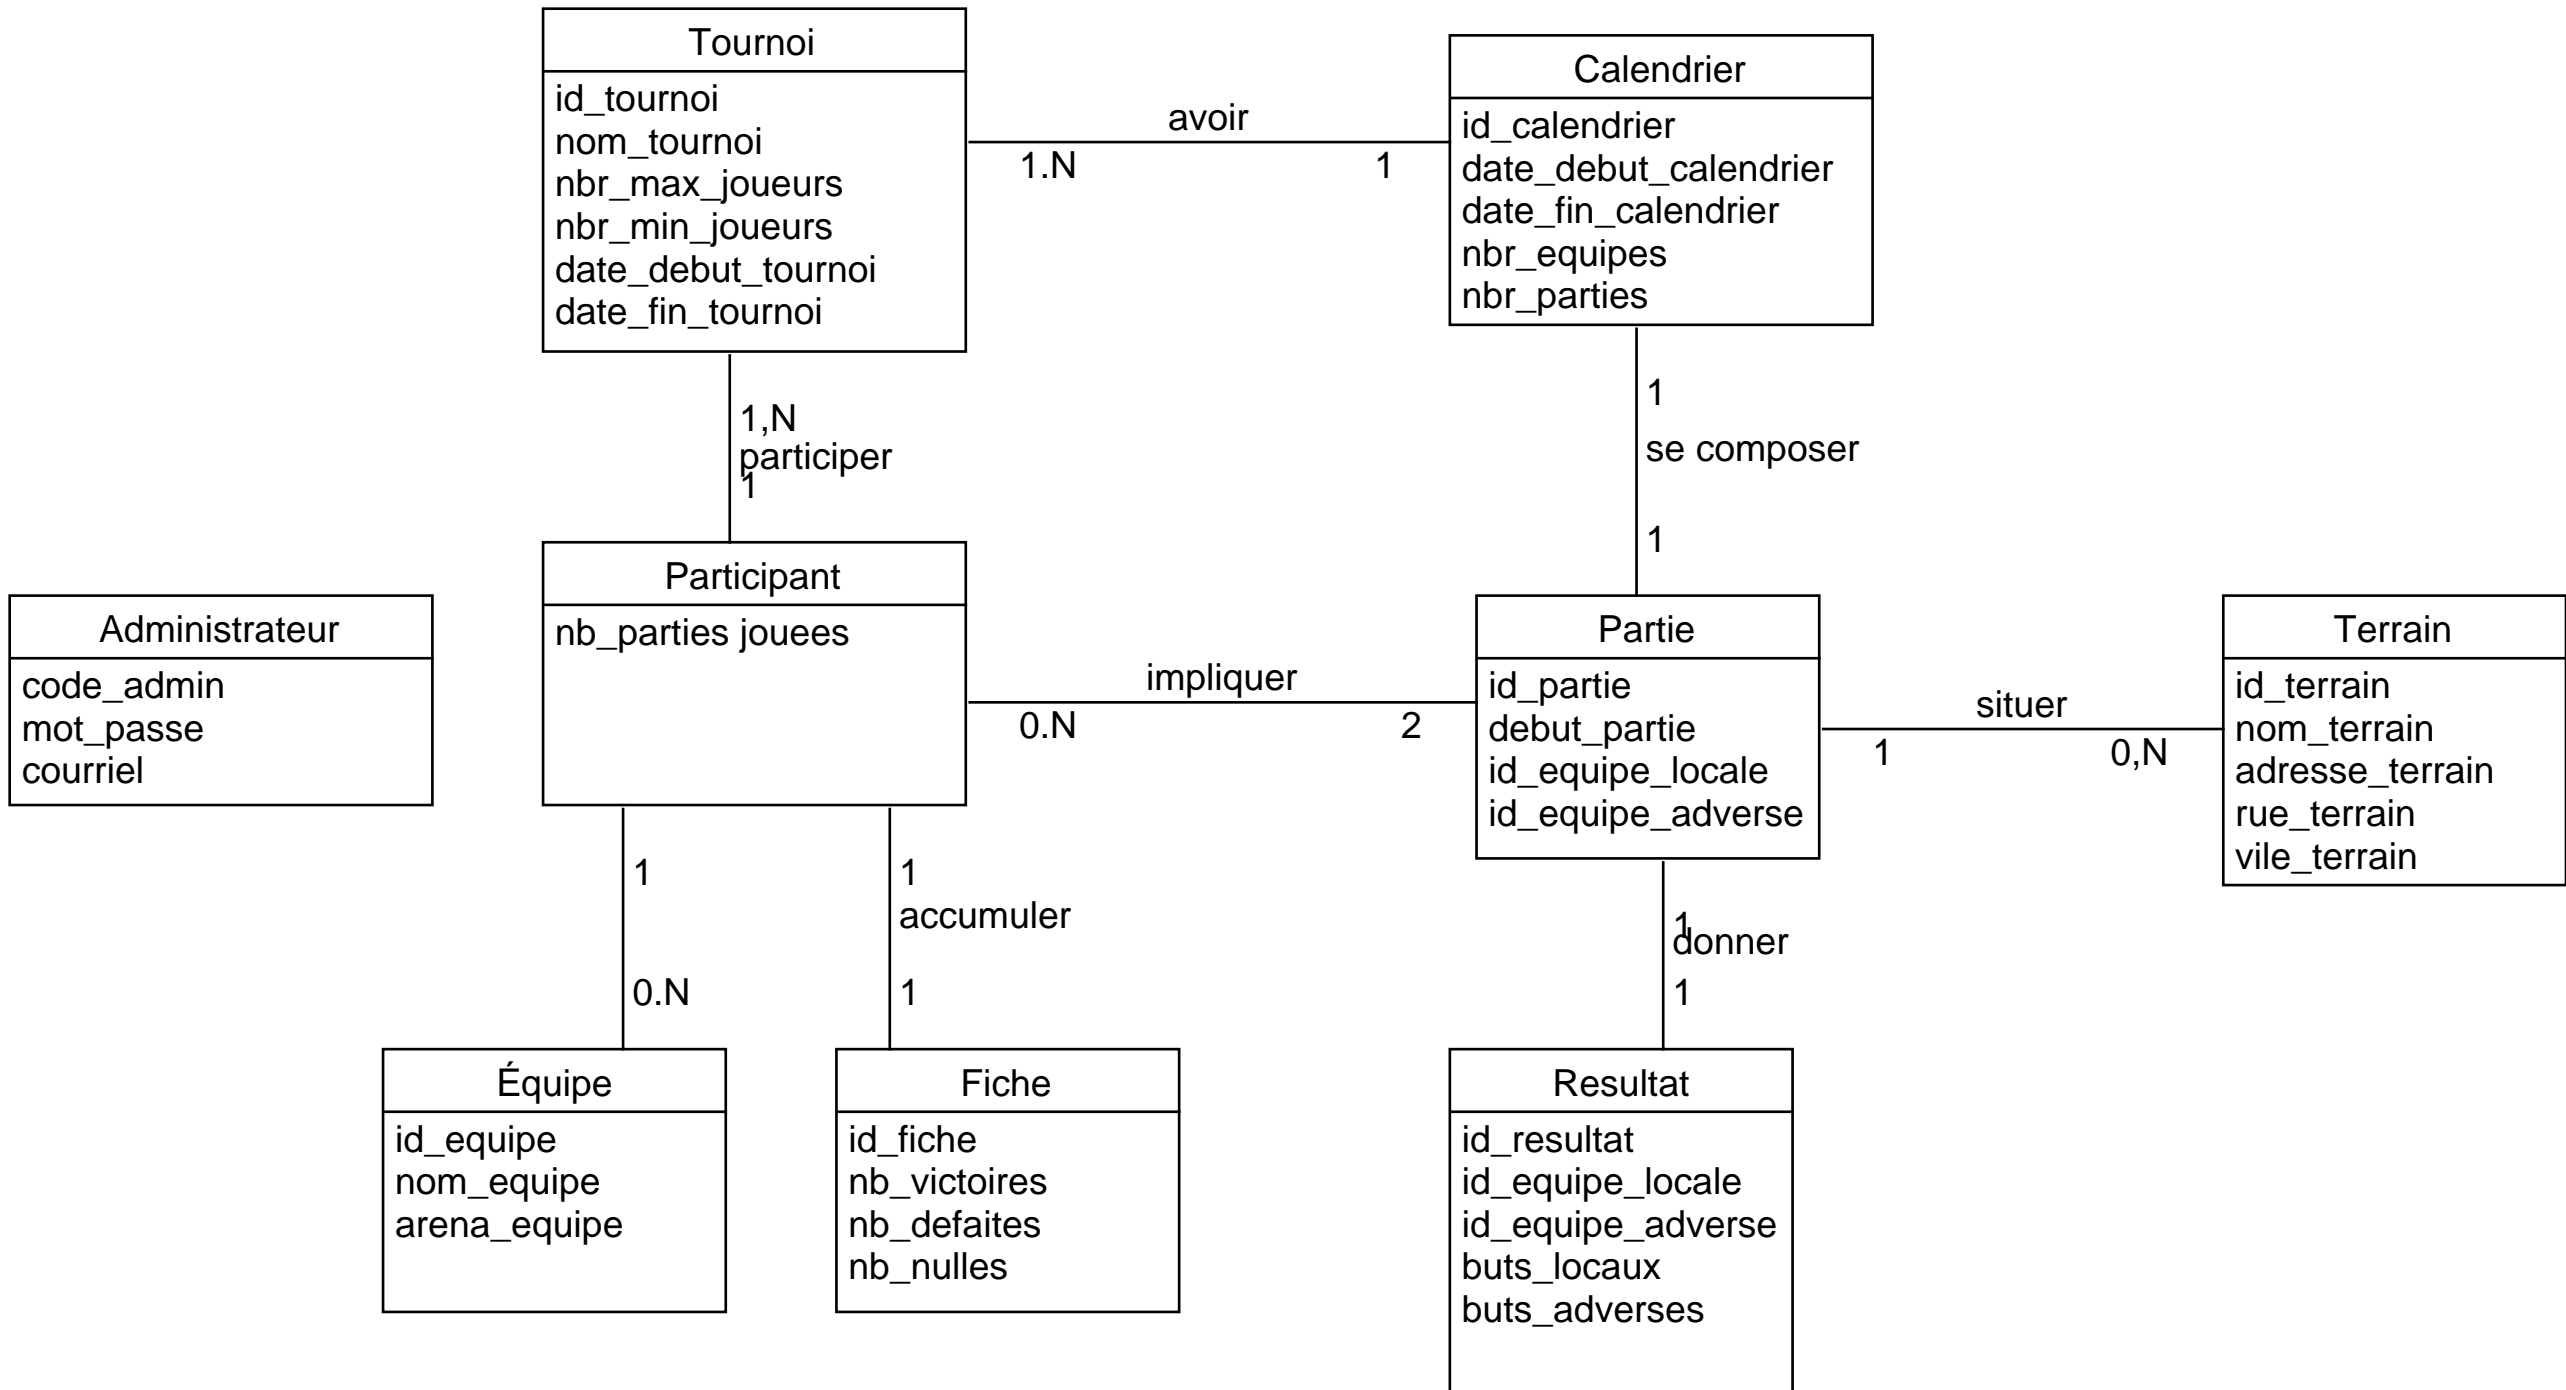 Tournoi
id_tournoi
nom_tournoi
nbr_max_joueurs
nbr_min_joueurs
date_debut_tournoi
date_fin_tournoi
avoir
1.N
1
Calendrier
id_calendrier
date_debut_calendrier
date_fin_calendrier
nbr_equipes
nbr_parties
1,N
participer
1
1
se composer
1
Administrateur
code_admin
mot_passe
courriel
Participant
nb_parties jouees
impliquer
0.N
2
Partie
id_partie
debut_partie
id_equipe_locale
id_equipe_adverse
situer
1
0,N
Terrain
id_terrain
nom_terrain
adresse_terrain
rue_terrain
vile_terrain
1
0.N
1
accumuler
1
1
donner
1
Équipe
id_equipe
nom_equipe
arena_equipe
Fiche
id_fiche
nb_victoires
nb_defaites
nb_nulles
Resultat
id_resultat
id_equipe_locale
id_equipe_adverse
buts_locaux
buts_adverses